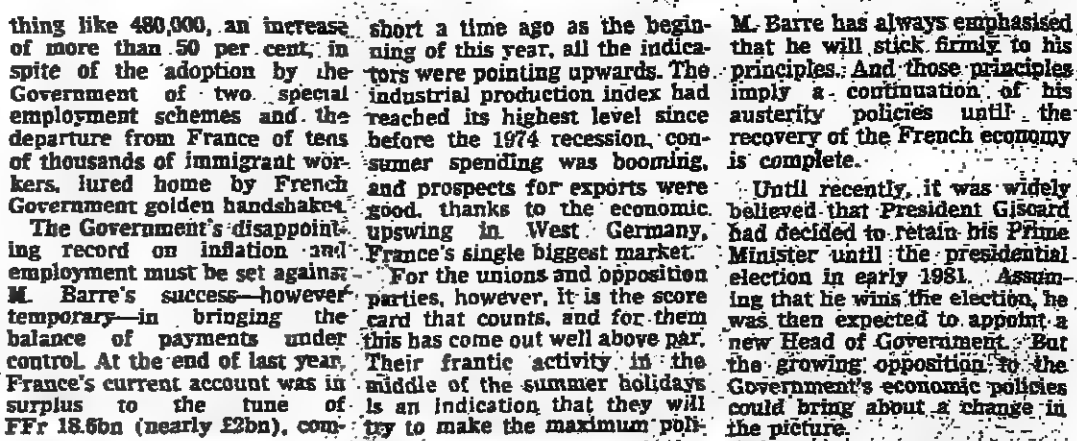 thing like 480,000, an increase
of more than 50 per cent, in
spite of the adoption by the
Government of two special
employment schemes and the
departure from France of tens
of thousands of immigrant wor-
kers, lured home by French
Government golden handshakes.
The Government's disappoint-
ing record on inflation and
employment must be set against
M. Barre's success—however
temporary—in bringing the
balance of payments under
control. At the end of last year,
France's current account was in
surplus to the tune of
FFr 18.6bn (nearly £2bn), com-
short a time ago as the begin-
ning of this year, all the indica-
tors were pointing upwards. The
industrial production index had
reached its highest level since
before the 1974 recession, con-
sumer spending was booming,
and prospects for exports were
good, thanks to the economic
upswing in West Germany,
France's single biggest market.
For the unions and opposition
parties, however, it is the score
card that counts, and for them
this has come out well above par.
Their frantic activity in the
middle of the summer holidays
is an indication that they will
try to make the maximum poli-
M. Barre has always emphasised
that he will stick firmly to his
principles. And those principles
imply a continuation of his
austerity policies until the
recovery of the French economy
is complete.
Until recently, it was widely
believed that President Giscard
had decided to retain his Prime
Minister until the presidential
election in early 1981. Assum-
ing that he wins the election, he
was then expected to appoint a
new Head of Government. But
the growing opposition to the
Government's economic policies
could bring about a change in
the picture.